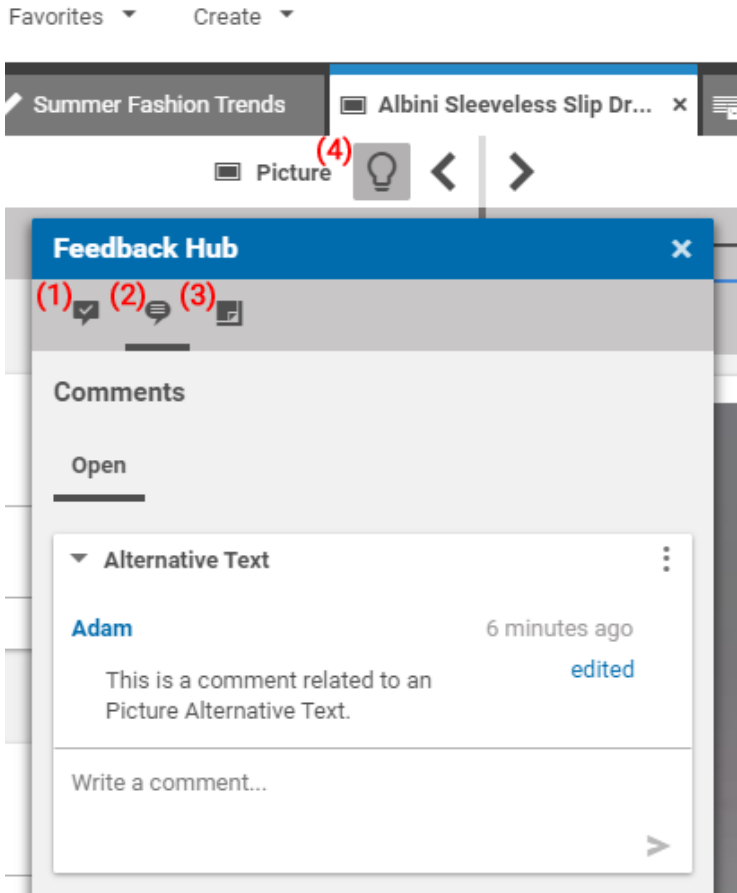 Favorites Create
Summer Fashion Trends Albini Sleeveless Slip Dr... ×
Picture (4)
Feedback Hub ×
(1) (2) (3)
Comments
Open
Alternative Text
Adam 6 minutes ago
edited
This is a comment related to an
Picture Alternative Text.
Write a comment...